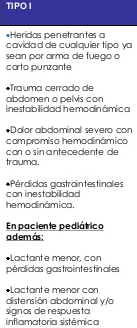 TIPO I
•Heridas penetrantes a
cavidad de cualquier tipo ya
sean por arma de fuego o
carto punzante
•Trauma cerrado de
abdomen o pelvis con
inestabilidad hemodinámica
•Dolor abdominal severo con
compromiso hemodinámico
con o sin antecedente de
trauma.
•Pérdidas gastraintestinales
con inestabilidad
hemodinámica.
En paciente pediátrico
además:
•Lactante menor, con
pérdidas gastrointestinales
•Lactante menor con
distensión abdominal y/o
signos de respuesta
inflamatoria sistémica